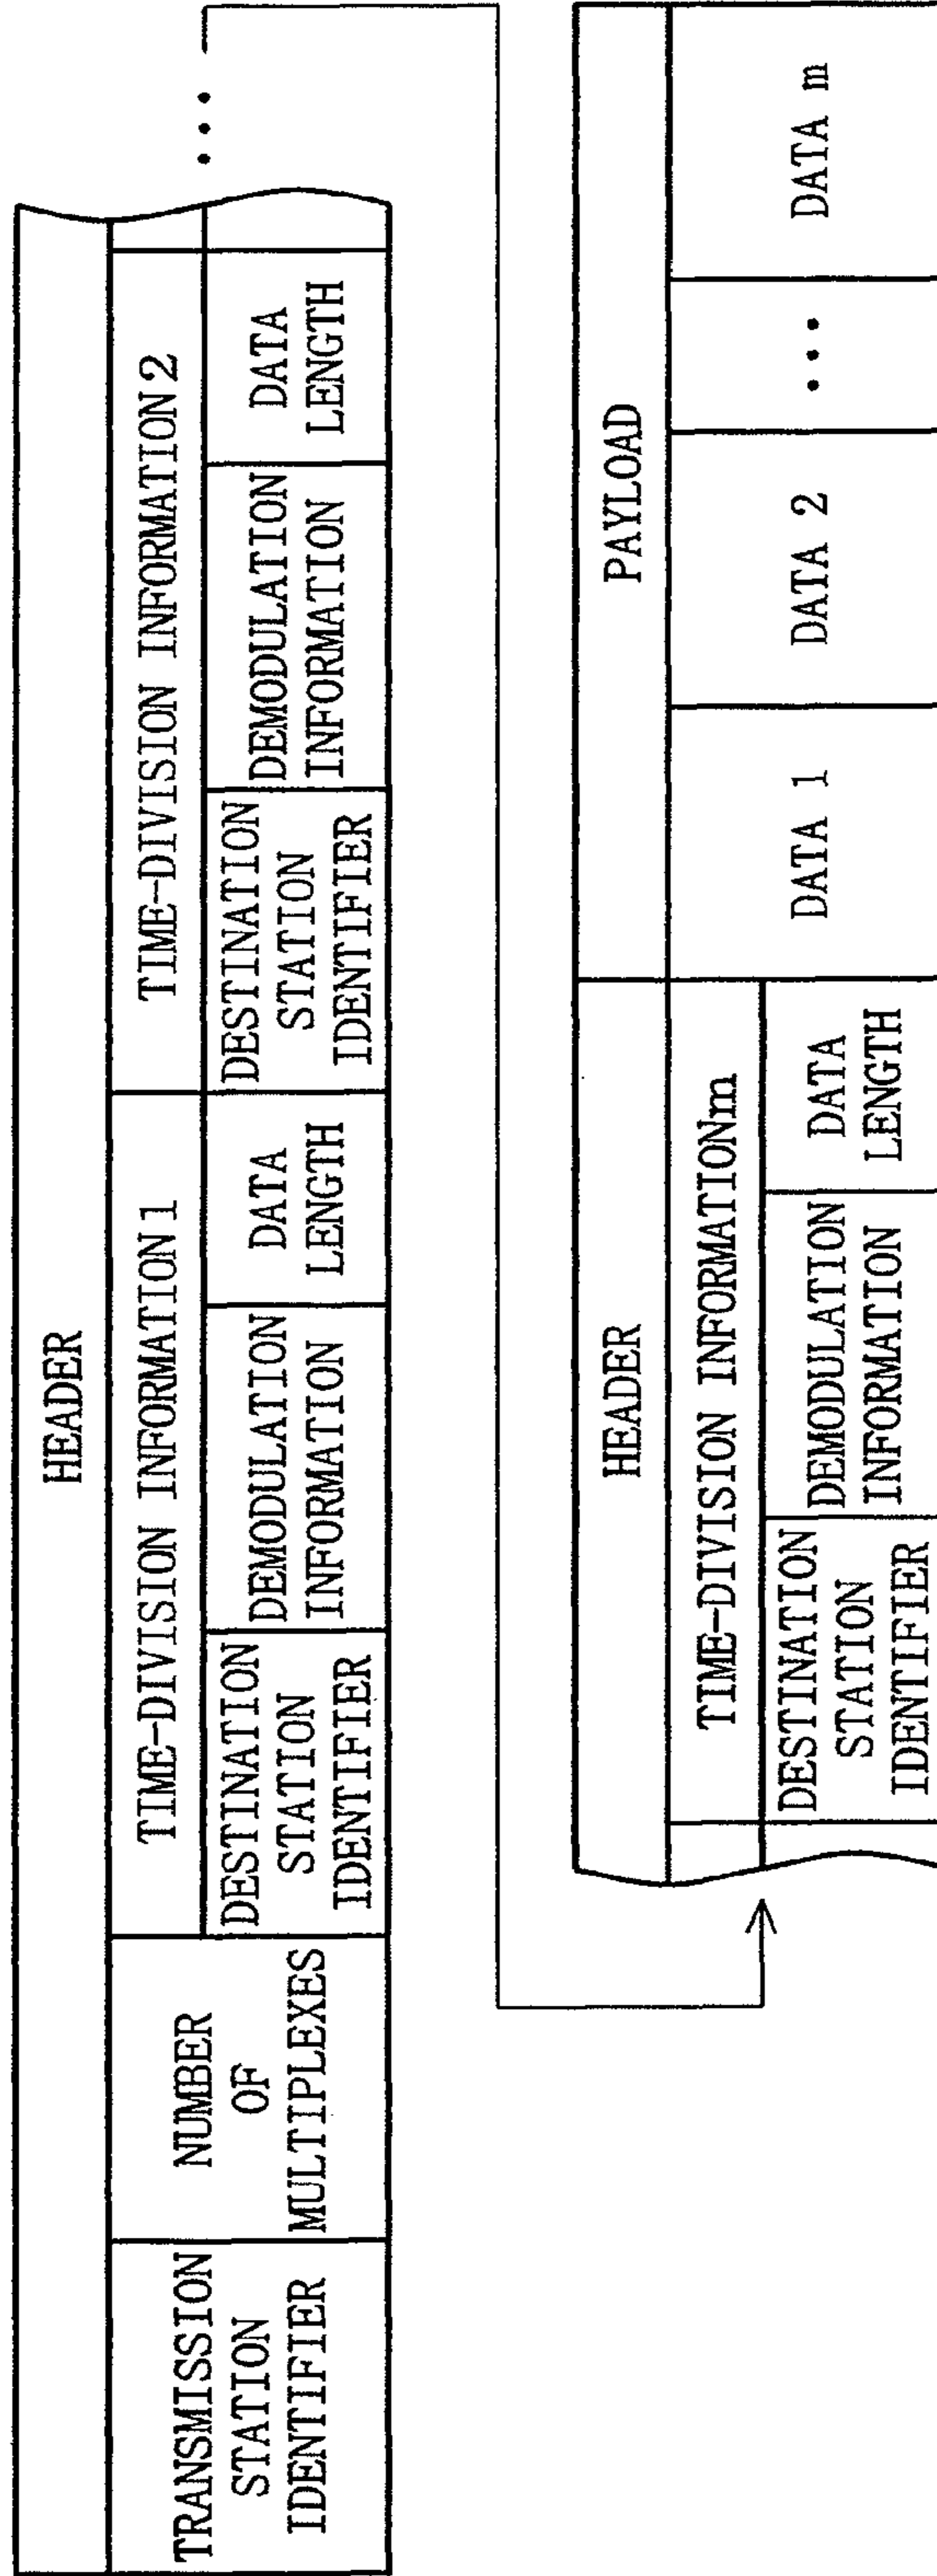 HEADER
TRANSMISSION
STATION
IDENTIFIER
NUMBER
OF
MULTIPLEXES
TIME-DIVISION INFORMATION 1
DESTINATION
STATION
IDENTIFIER
DEMODULATION
INFORMATION
DATA
LENGTH
TIME-DIVISION INFORMATION 2
DESTINATION
STATION
IDENTIFIER
DEMODULATION
INFORMATION
DATA
LENGTH
...
HEADER
TIME-DIVISION INFORMATIONm
DESTINATION
STATION
IDENTIFIER
DEMODULATION
INFORMATION
DATA
LENGTH
PAYLOAD
DATA 1
DATA 2
...
DATA m